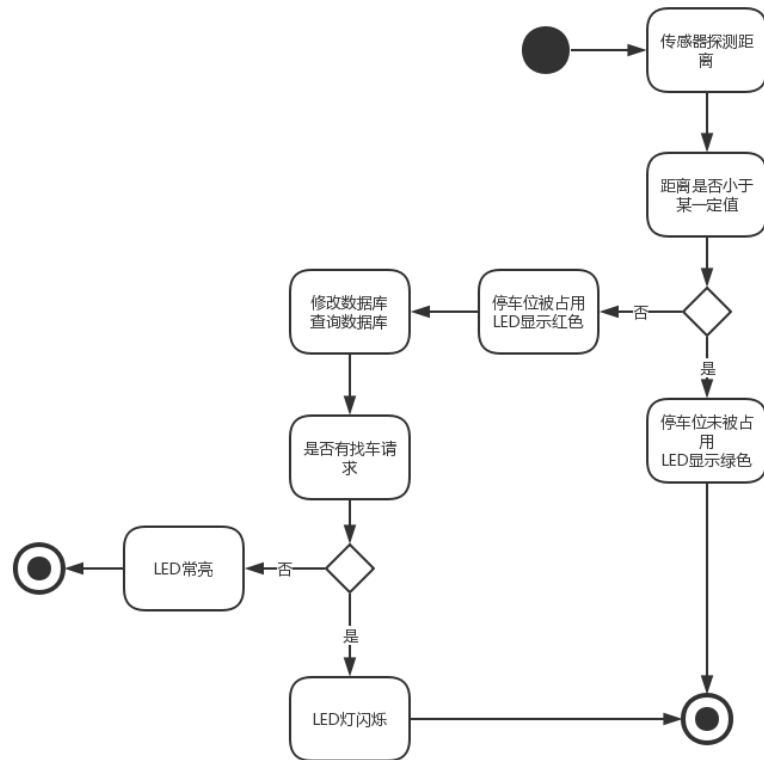 传感器探测距
离
距离是否小于
某一定值
修改数据库
查询数据库
停车位被占用
LED显示红色
否
是
停车位未被占
用
LED显示绿色
是否有找车请
求
LED常亮
否
是
LED灯闪烁